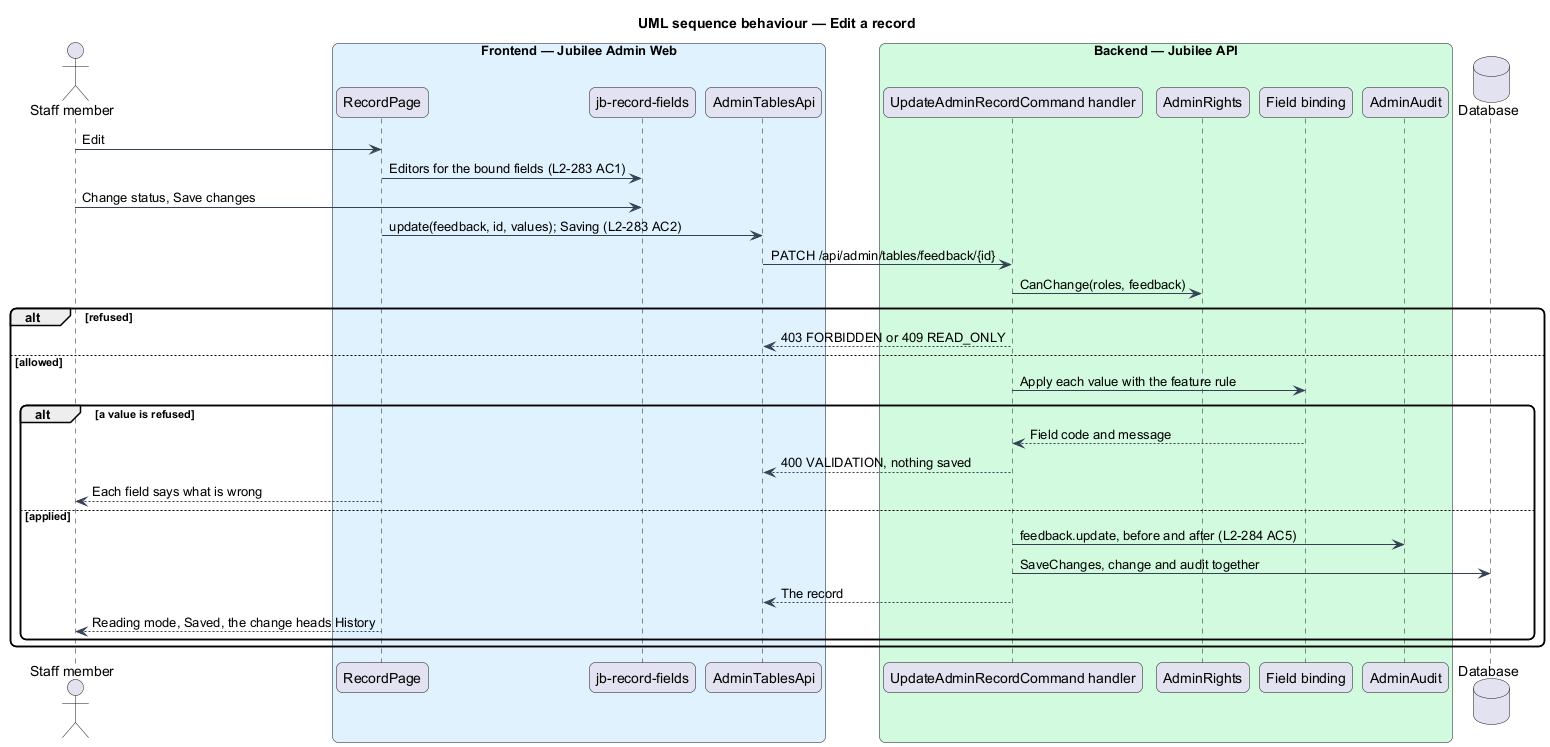 UML sequence behaviour — Edit a record
Frontend — Jubilee Admin Web
Backend — Jubilee API
Staff member
RecordPage
jb-record-fields
AdminTablesApi
UpdateAdminRecordCommand handler
AdminRights
Field binding
AdminAudit
Database
Edit
Editors for the bound fields (L2-283 AC1)
Change status, Save changes
update(feedback, id, values); Saving (L2-283 AC2)
PATCH /api/admin/tables/feedback/{id}
CanChange(roles, feedback)
alt
[refused]
403 FORBIDDEN or 409 READ_ONLY
[allowed]
Apply each value with the feature rule
alt
[a value is refused]
Field code and message
400 VALIDATION, nothing saved
Each field says what is wrong
[applied]
feedback.update, before and after (L2-284 AC5)
SaveChanges, change and audit together
The record
Reading mode, Saved, the change heads History
Staff member
RecordPage
jb-record-fields
AdminTablesApi
UpdateAdminRecordCommand handler
AdminRights
Field binding
AdminAudit
Database